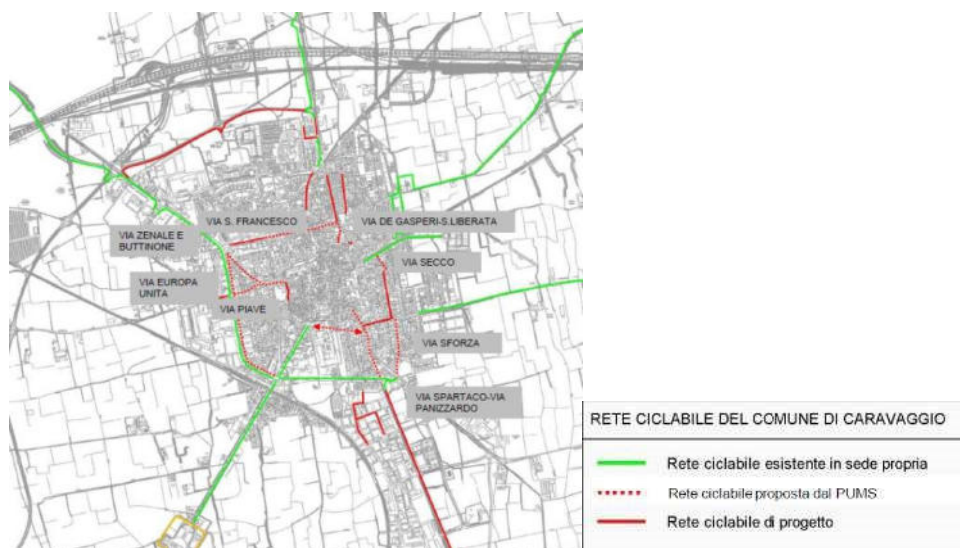 VIA S. FRANCESCO
VIA DE GASPERI-S.LIBERATA
VIA ZENALE E
BUTTINONE
VIA SECCO
VIA EUROPA
UNITA
VIA PIAVE
VIA SFORZA
VIA SPARTACO-VIA
PANIZZARDO
RETE CICLABILE DEL COMUNE DI CARAVAGGIO
Rete ciclabile esistente in sede propria
Rete ciclabile proposta dal PUMS
Rete ciclabile di progetto